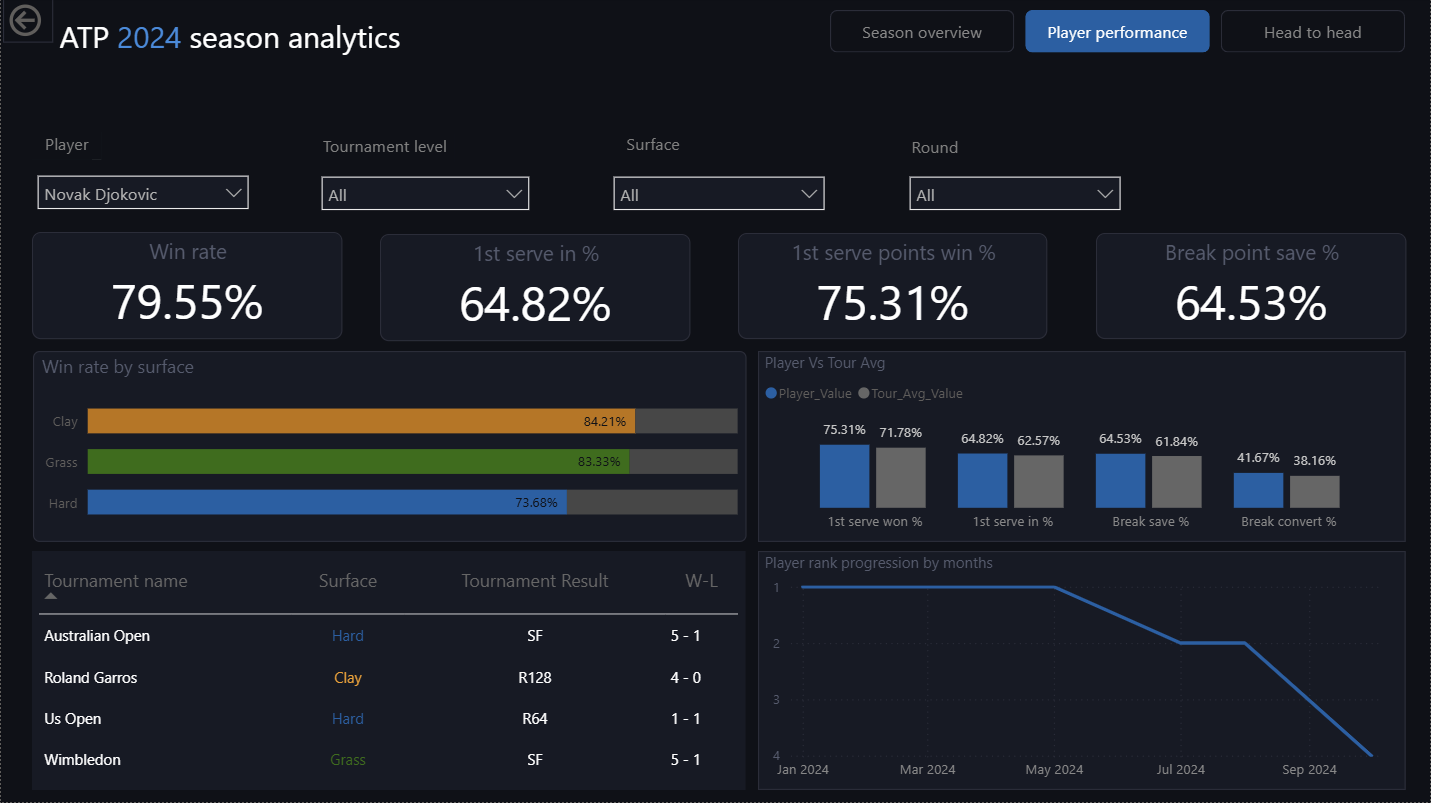 ATP 2024 season analytics
Season overview
Player performance
Head to head
Player
Tournament level
Surface
Round
Novak Djokovic
All
All
All
Win rate
1st serve in %
1st serve points win %
Break point save %
79.55%
64.82%
75.31%
64.53%
Win rate by surface
Clay 84.21%
Grass 83.33%
Hard 73.68%
Player Vs Tour Avg
Player_Value Tour_Avg_Value
75.31% 71.78% 64.82% 62.57% 64.53% 61.84% 41.67% 38.16%
1st serve won % 1st serve in % Break save % Break convert %
Tournament name Surface Tournament Result W-L
Australian Open Hard SF 5 - 1
Roland Garros Clay R128 4 - 0
Us Open Hard R64 1 - 1
Wimbledon Grass SF 5 - 1
Player rank progression by months
1
2
3
4
Jan 2024 Mar 2024 May 2024 Jul 2024 Sep 2024